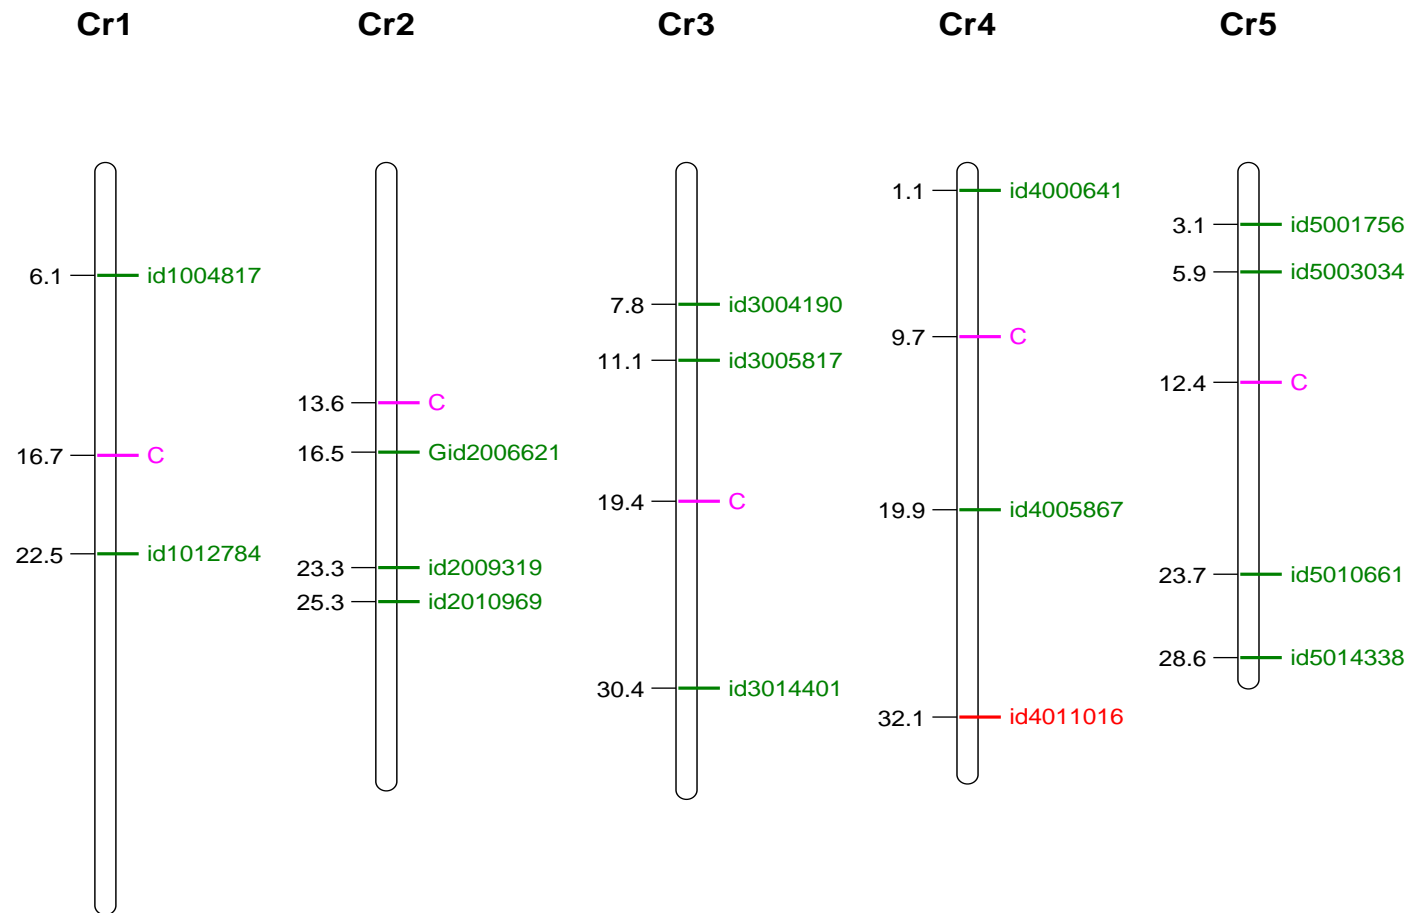 Cr1 Cr2 Cr3 Cr4 Cr5
6.1 id1004817
16.7 C
22.5 id1012784
13.6 C
16.5 Gid2006621
23.3 id2009319
25.3 id2010969
7.8 id3004190
11.1 id3005817
19.4 C
30.4 id3014401
1.1 id4000641
9.7 C
19.9 id4005867
32.1 id4011016
3.1 id5001756
5.9 id5003034
12.4 C
23.7 id5010661
28.6 id5014338